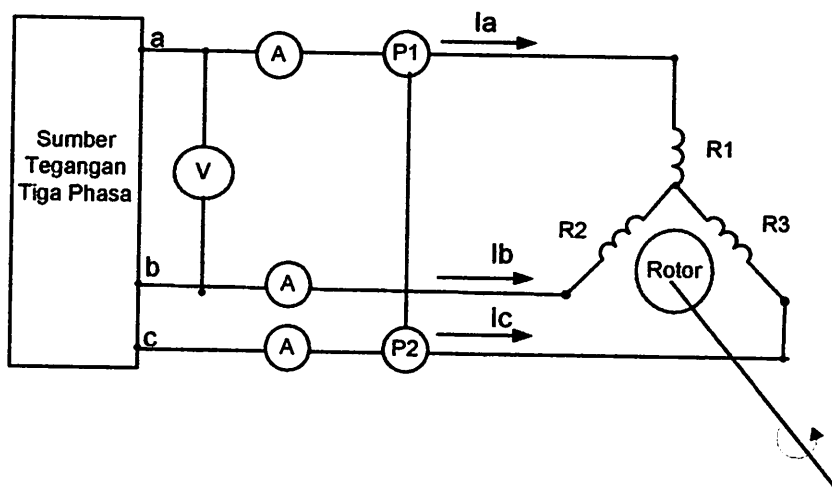 a
A
P1
Ia
Sumber
Tegangan
Tiga Phasa
V
R1
R2
R3
Rotor
b
A
Ib
c
A
P2
Ic